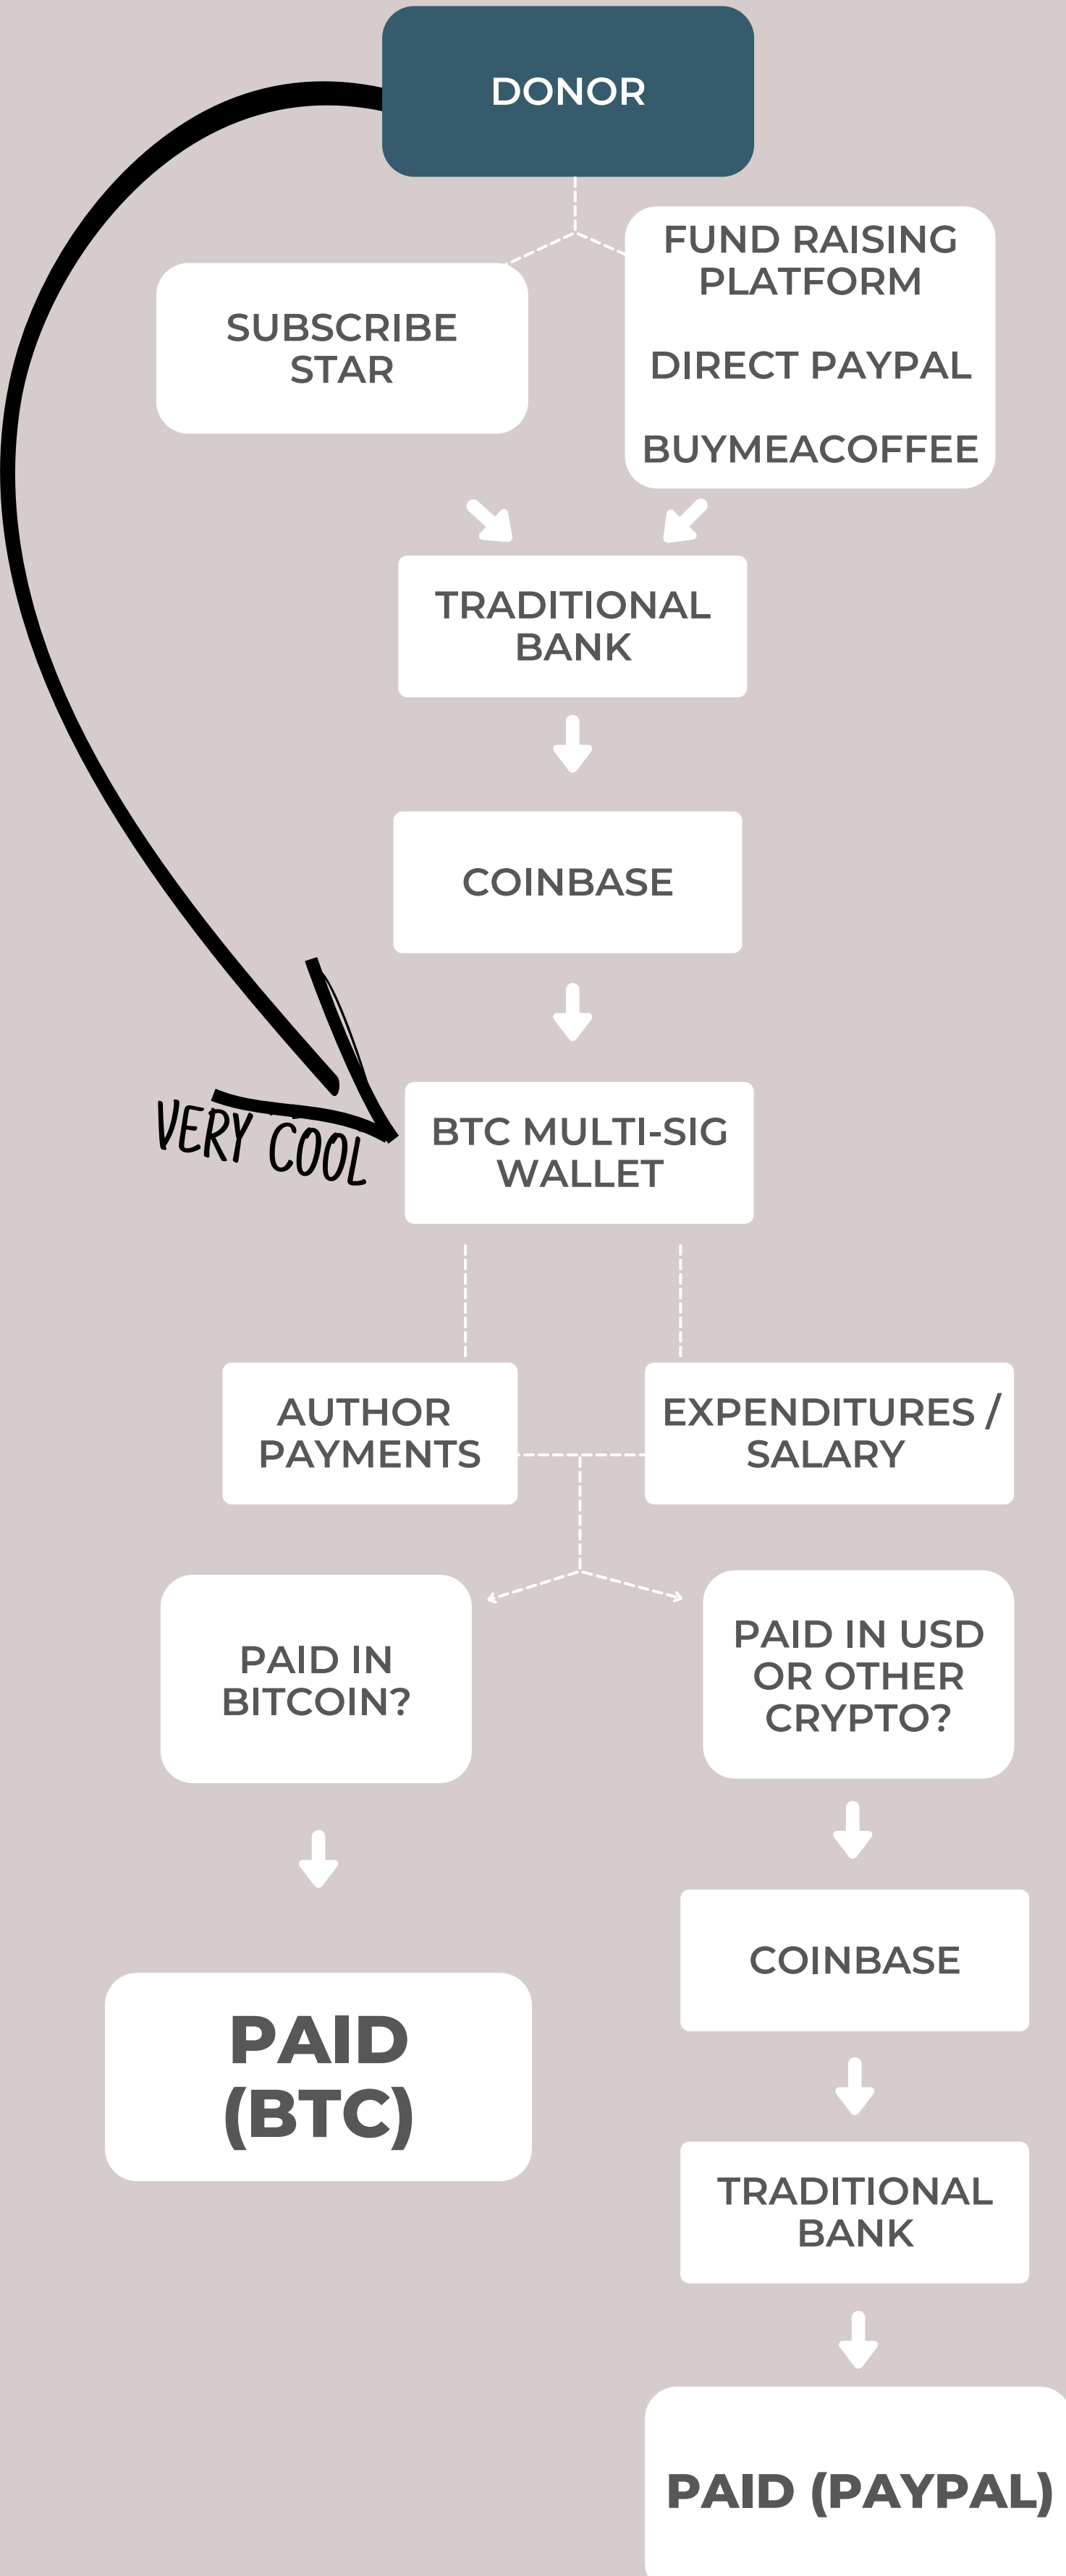 DONOR
SUBSCRIBE
STAR
FUND RAISING
PLATFORM
DIRECT PAYPAL
BUYMEACOFFEE
TRADITIONAL
BANK
COINBASE
VERY COOL
BTC MULTI-SIG
WALLET
AUTHOR
PAYMENTS
EXPENDITURES /
SALARY
PAID IN
BITCOIN?
PAID IN USD
OR OTHER
CRYPTO?
COINBASE
PAID
(BTC)
TRADITIONAL
BANK
PAID (PAYPAL)